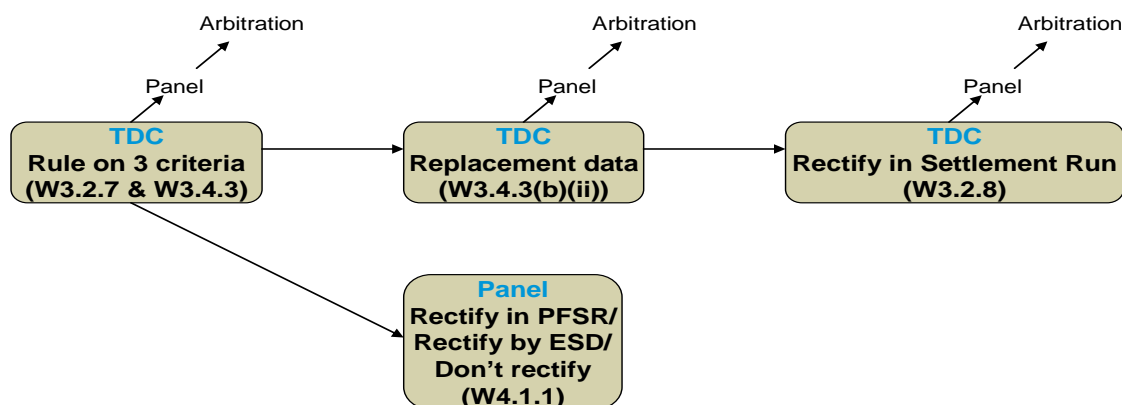 Arbitration
Arbitration
Arbitration
Panel
Panel
Panel
TDC
Rule on 3 criteria
(W3.2.7 & W3.4.3)
TDC
Replacement data
(W3.4.3(b)(ii))
TDC
Rectify in Settlement Run
(W3.2.8)
Panel
Rectify in PFSR/
Rectify by ESD/
Don't rectify
(W4.1.1)